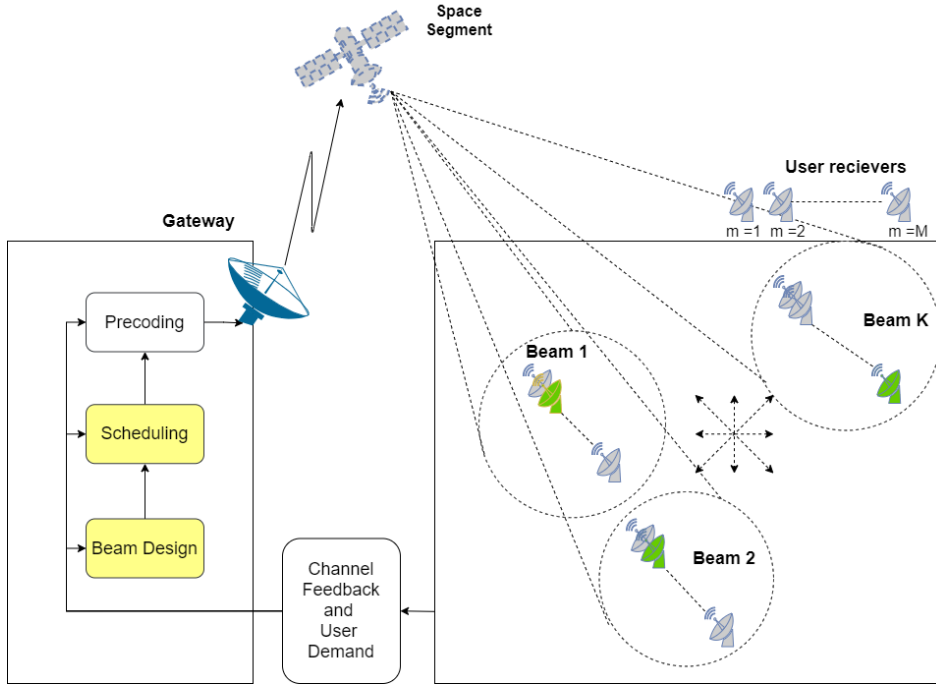 Space
Segment
User recievers
m =1
m =2
m =M
Gateway
Precoding
Scheduling
Beam Design
Channel
Feedback
and
User
Demand
Beam 1
Beam K
Beam 2